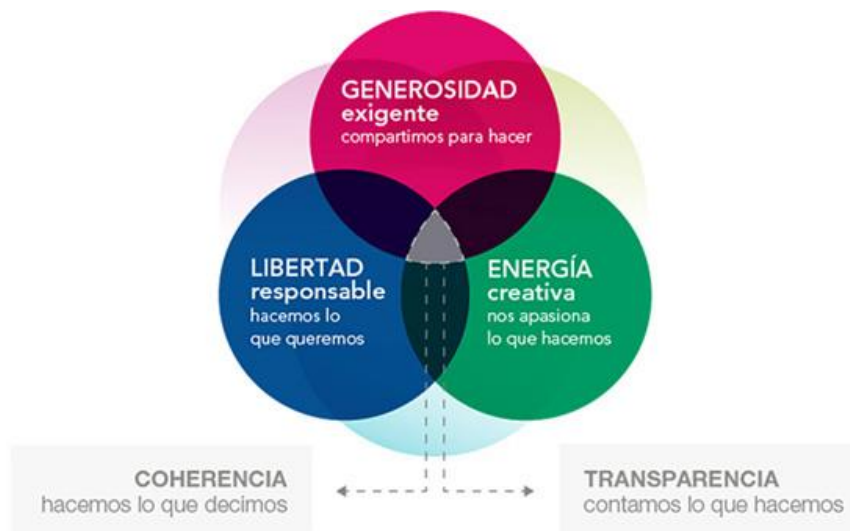 GENEROSIDAD
exigente
compartimos para hacer
LIBERTAD
responsable
hacemos lo
que queremos
ENERGÍA
creativa
nos apasiona
lo que hacemos
COHERENCIA
hacemos lo que decimos
TRANSPARENCIA
contamos lo que hacemos